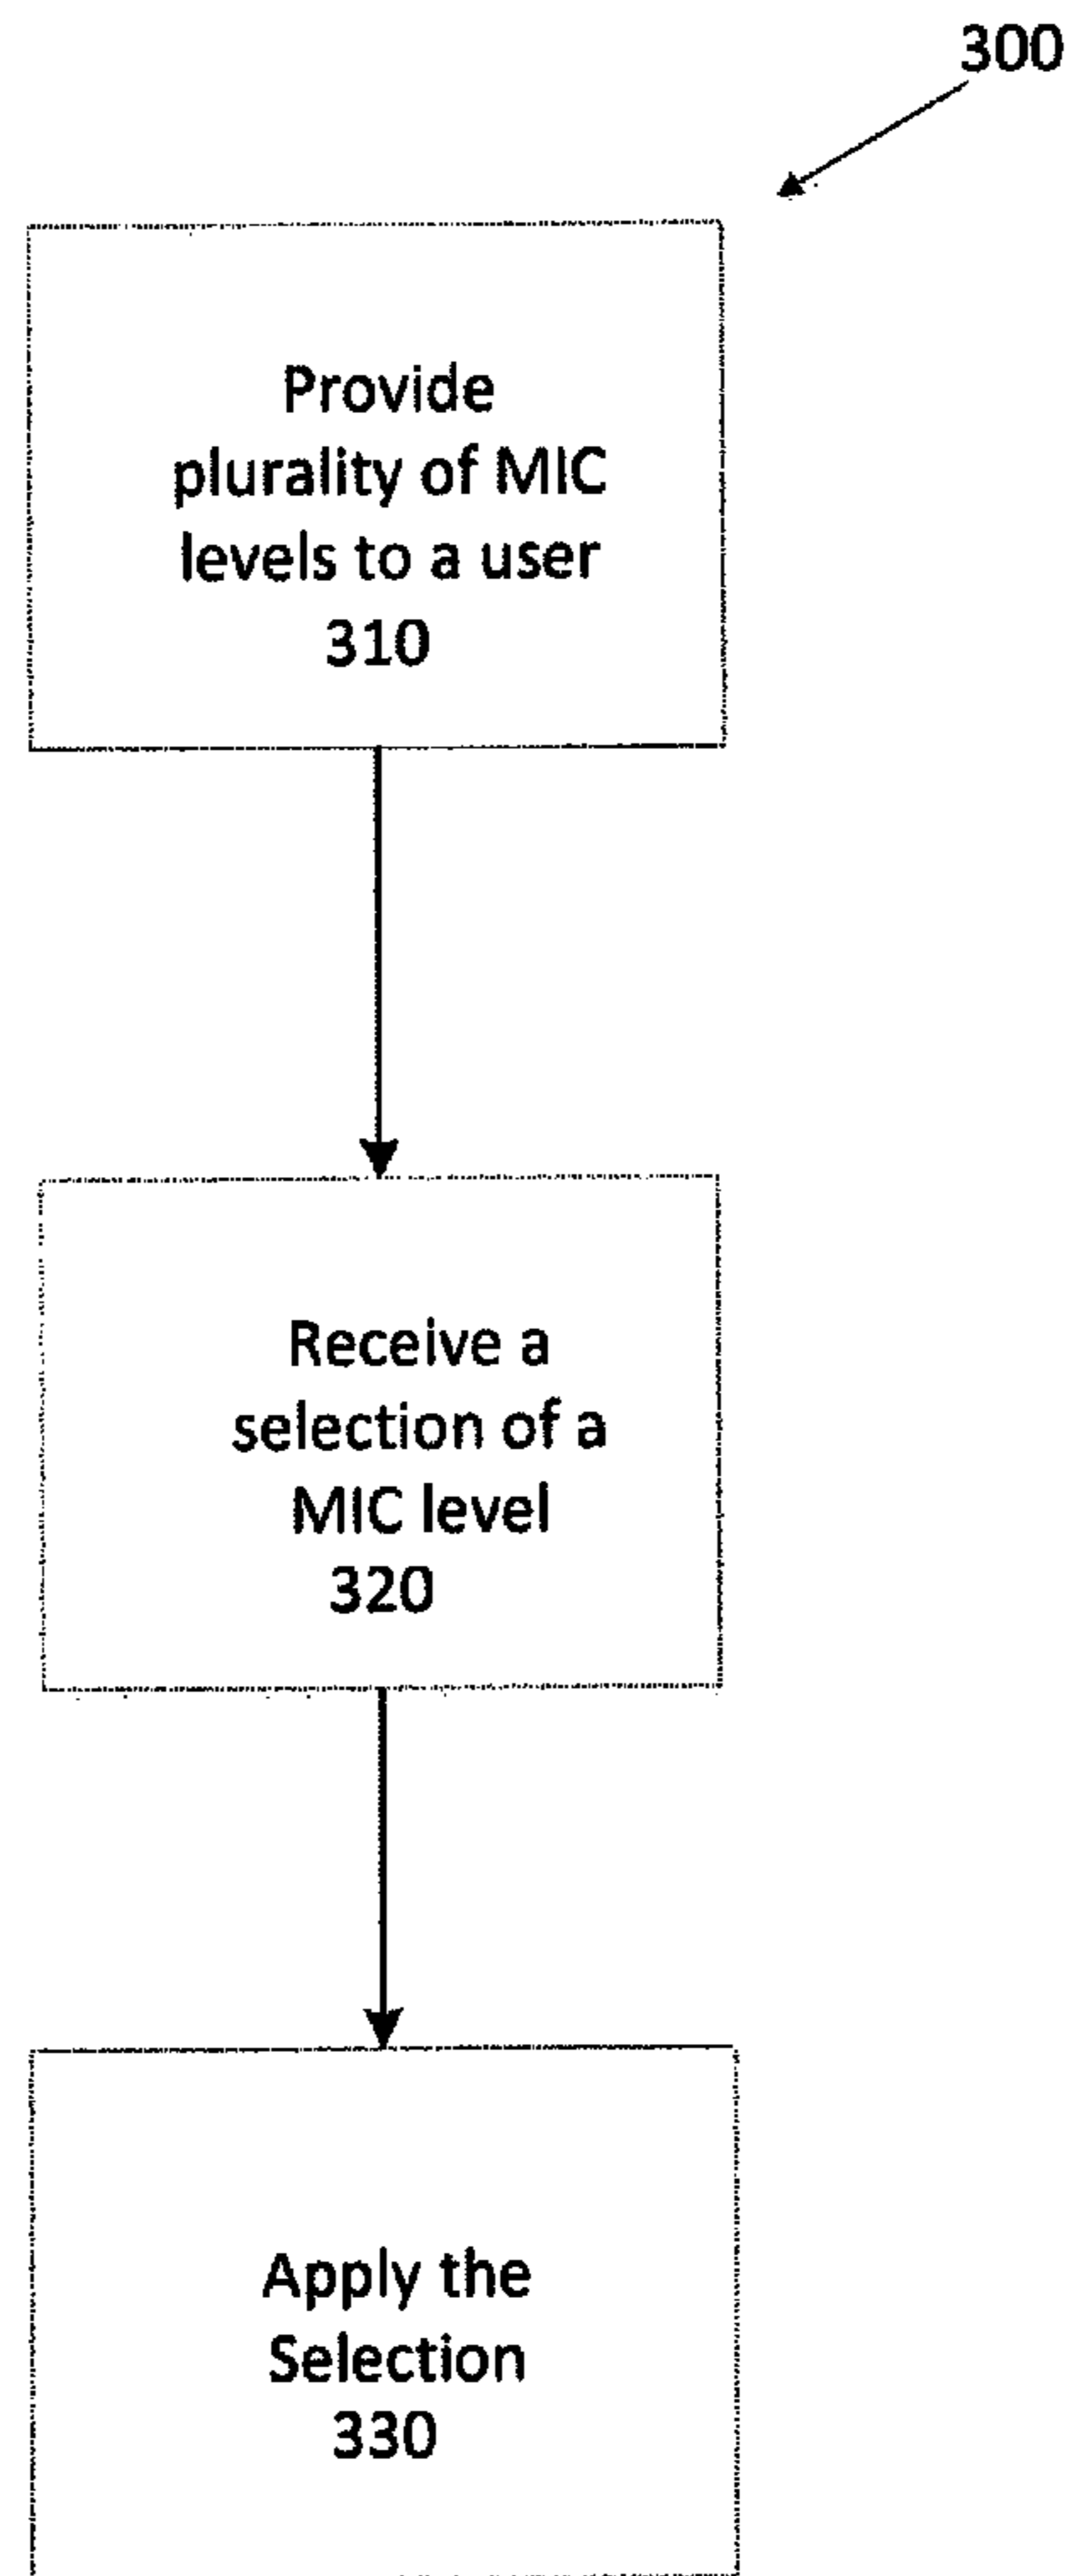 300
Provide
plurality of MIC
levels to a user
310
Receive a
selection of a
MIC level
320
Apply the
Selection
330